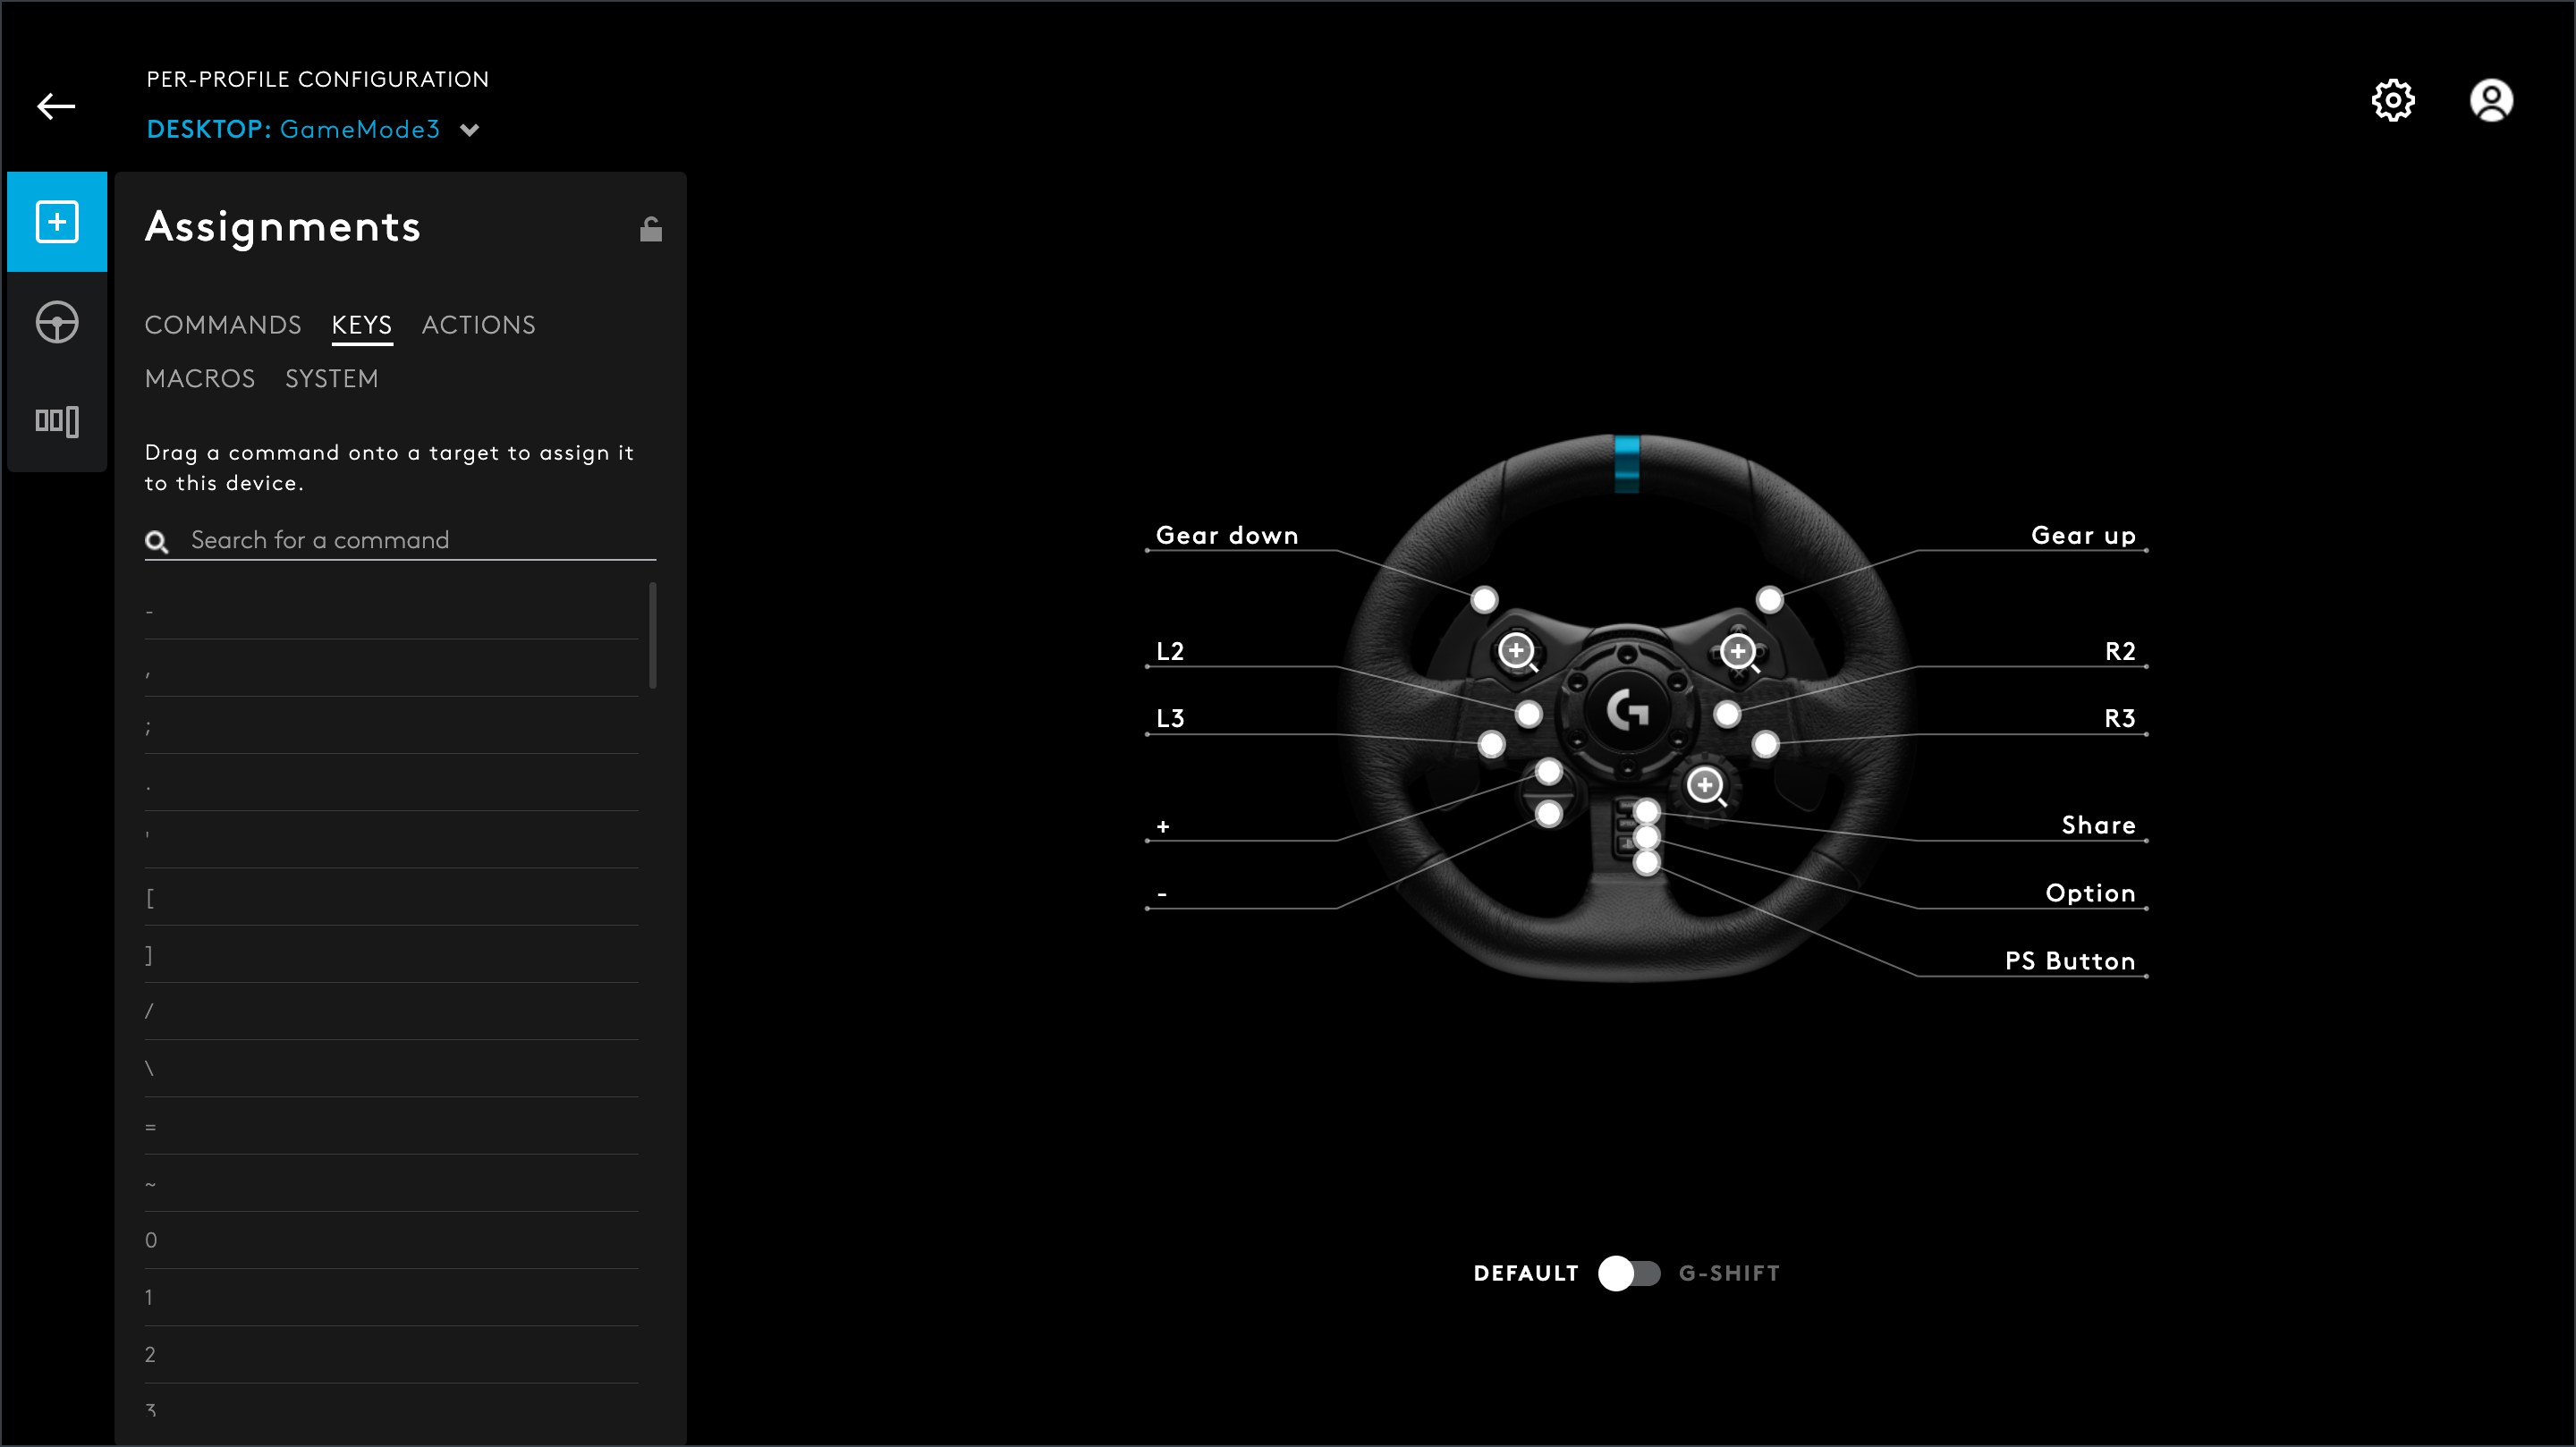 PER-PROFILE CONFIGURATION
DESKTOP: GameMode3
Assignments
COMMANDS KEYS ACTIONS
MACROS SYSTEM
Drag a command onto a target to assign it
to this device.
Search for a command
-
,
;
.
'
[
]
/
\
=
~
0
1
2
3
Gear down
L2
L3
+
-
Gear up
R2
R3
Share
Option
PS Button
DEFAULT G-SHIFT